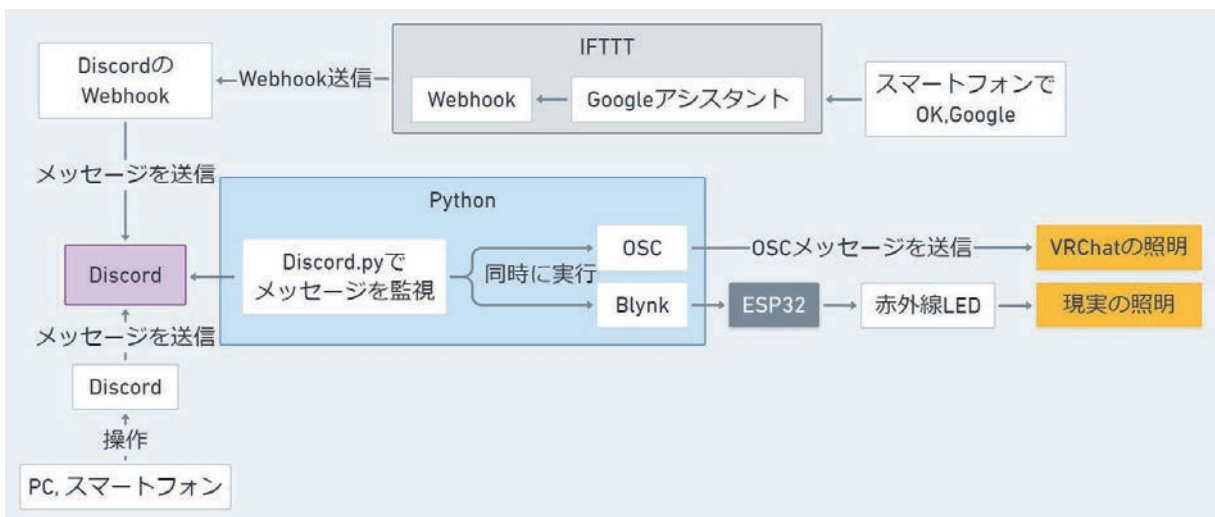 IFTTT
Discordの
Webhook
Webhook送信
Webhook
Googleアシスタント
スマートフォンで
OK,Google
メッセージを送信
Python
Discord
Discord.pyで
メッセージを監視
同時に実行
OSC
OSCメッセージを送信
VRChatの照明
Blynk
ESP32
赤外線LED
現実の照明
メッセージを送信
Discord
操作
PC, スマートフォン